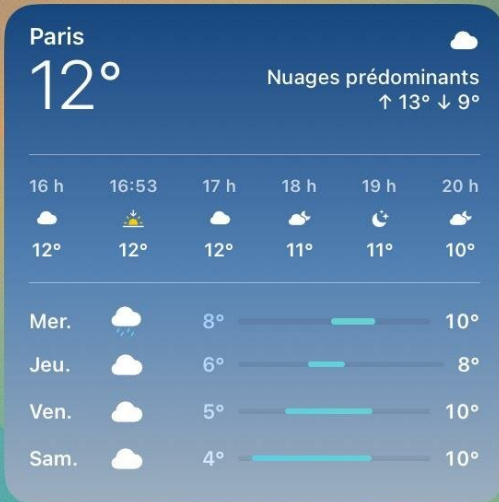 Paris
12°
Nuages prédominants
↑ 13° ↓ 9°
16 h 16:53 17 h 18 h 19 h 20 h
12° 12° 12° 11° 11° 10°
Mer. 8° 10°
Jeu. 6° 8°
Ven. 5° 10°
Sam. 4° 10°